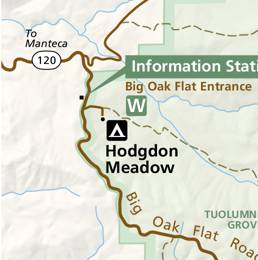 To
Manteca
120
Information Stati
Big Oak Flat Entrance
W
Hodgdon
Meadow
Big Oak Flat Road
TUOLUMN
GROV